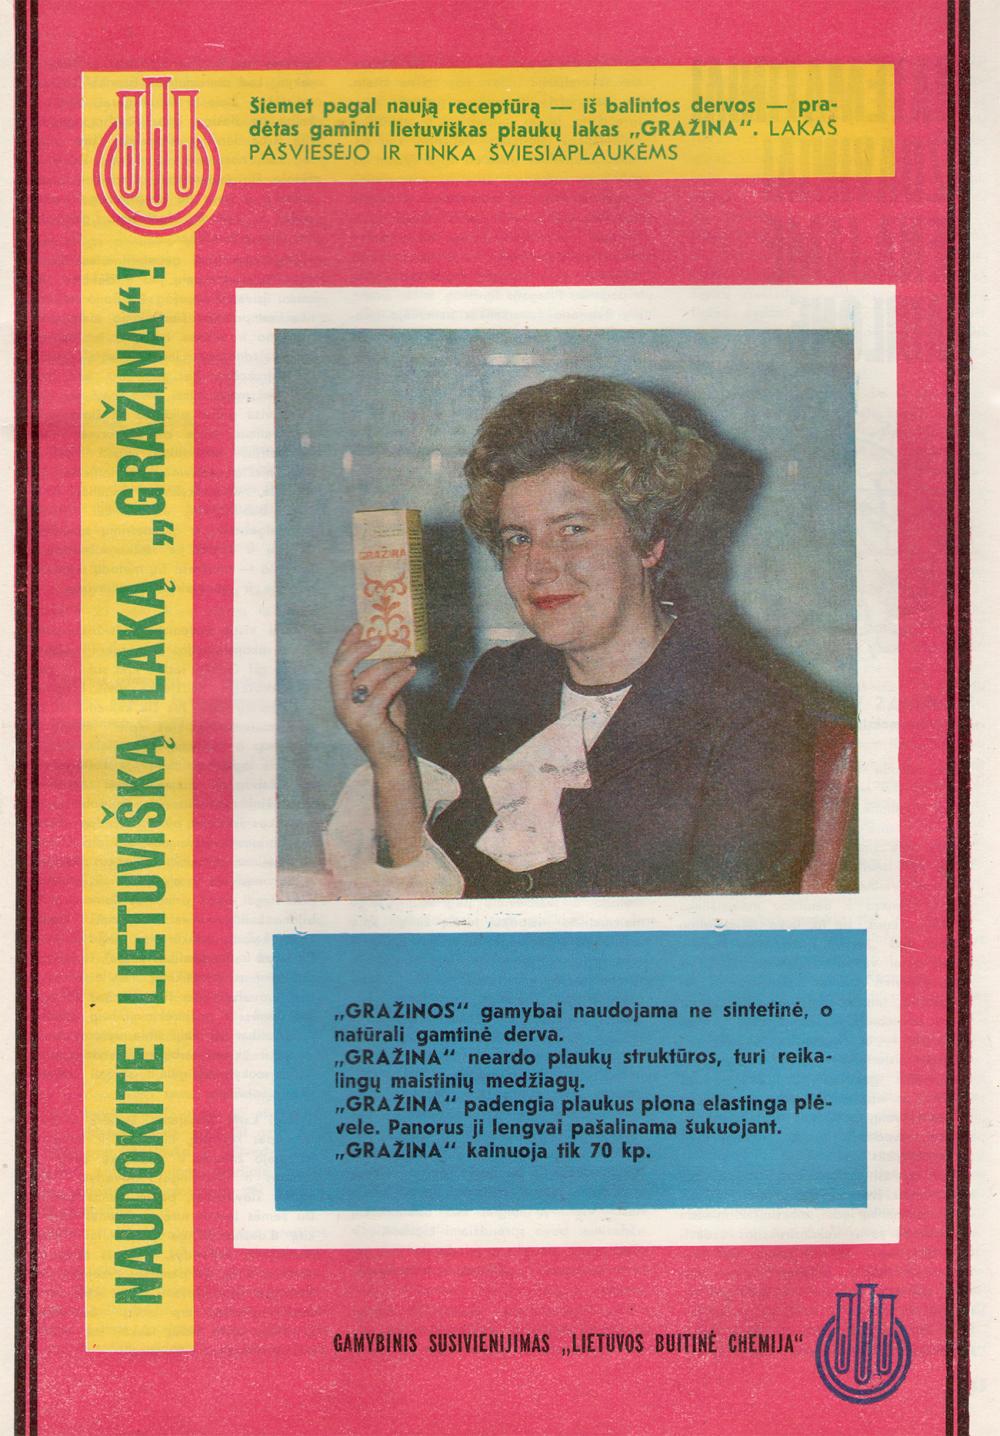 Šiemet pagal naują receptūrą — iš balintos dervos — pra-
dėtas gaminti lietuviškas plaukų lakas „GRAŽINA“. LAKAS
PAŠVIESĖJO IR TINKA ŠVIESIAPLAUKĖMS
NAUDOKITE LIETUVIŠKĄ LAKĄ „GRAŽINA“!
GRAŽINA
„GRAŽINOS“ gamybai naudojama ne sintetinė, o
natūrali gamtinė derva.
„GRAŽINA“ neardo plaukų struktūros, turi reika-
lingų maistinių medžiagų.
„GRAŽINA“ padengia plaukus plona elastinga plė-
vele. Panorus ji lengvai pašalinama šukuojant.
„GRAŽINA“ kainuoja tik 70 kp.
GAMYBINIS SUSIVIENIJIMAS „LIETUVOS BUITINĖ CHEMIJA“